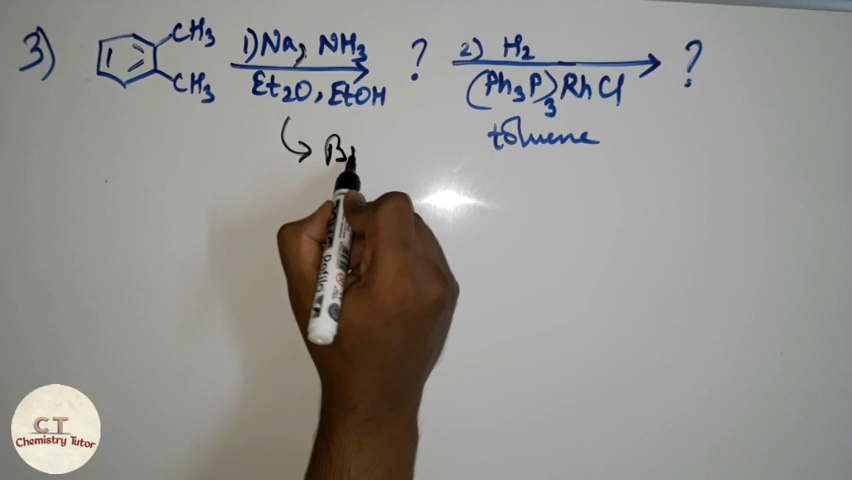 3) CH3 CH3 1) Na, NH3 Et2O, EtOH ? 2) H2 (Ph3P)3RhCl toluene ?
B
CT
Chemistry Tutor